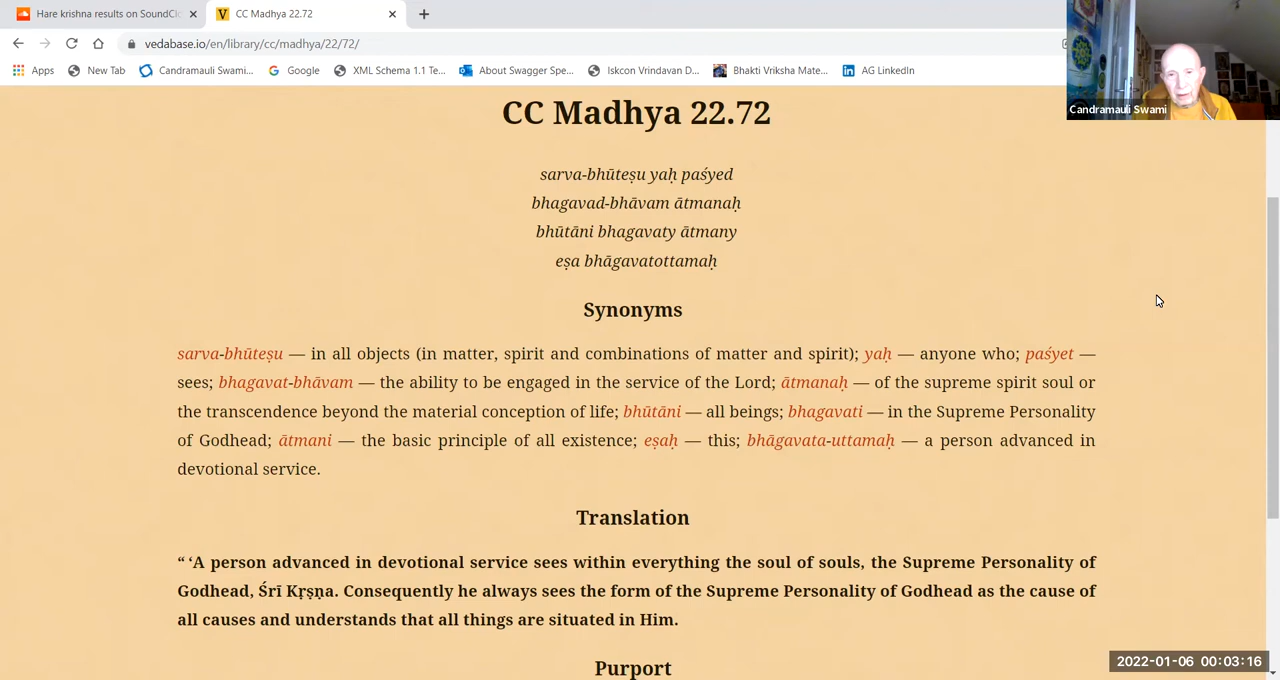 Hare krishna results on SoundClo
CC Madhya 22.72
vedabase.io/en/library/cc/madhya/22/72/
Apps New Tab Candramauli Swami... Google XML Schema 1.1 Te... About Swagger Spe... Iskcon Vrindavan D... Bhakti Vriksha Mate... AG LinkedIn
Candramauli Swami
CC Madhya 22.72
sarva-bhūteṣu yaḥ paśyed
bhagavad-bhāvam ātmanaḥ
bhūtāni bhagavaty ātmany
eṣa bhāgavatottamaḥ
Synonyms
sarva-bhūteṣu — in all objects (in matter, spirit and combinations of matter and spirit); yaḥ — anyone who; paśyet —
sees; bhagavat-bhāvam — the ability to be engaged in the service of the Lord; ātmanaḥ — of the supreme spirit soul or
the transcendence beyond the material conception of life; bhūtāni — all beings; bhagavati — in the Supreme Personality
of Godhead; ātmani — the basic principle of all existence; eṣaḥ — this; bhāgavata-uttamaḥ — a person advanced in
devotional service.
Translation
“ ‘A person advanced in devotional service sees within everything the soul of souls, the Supreme Personality of
Godhead, Śrī Kṛṣṇa. Consequently he always sees the form of the Supreme Personality of Godhead as the cause of
all causes and understands that all things are situated in Him.
Purport
2022-01-06 00:03:16